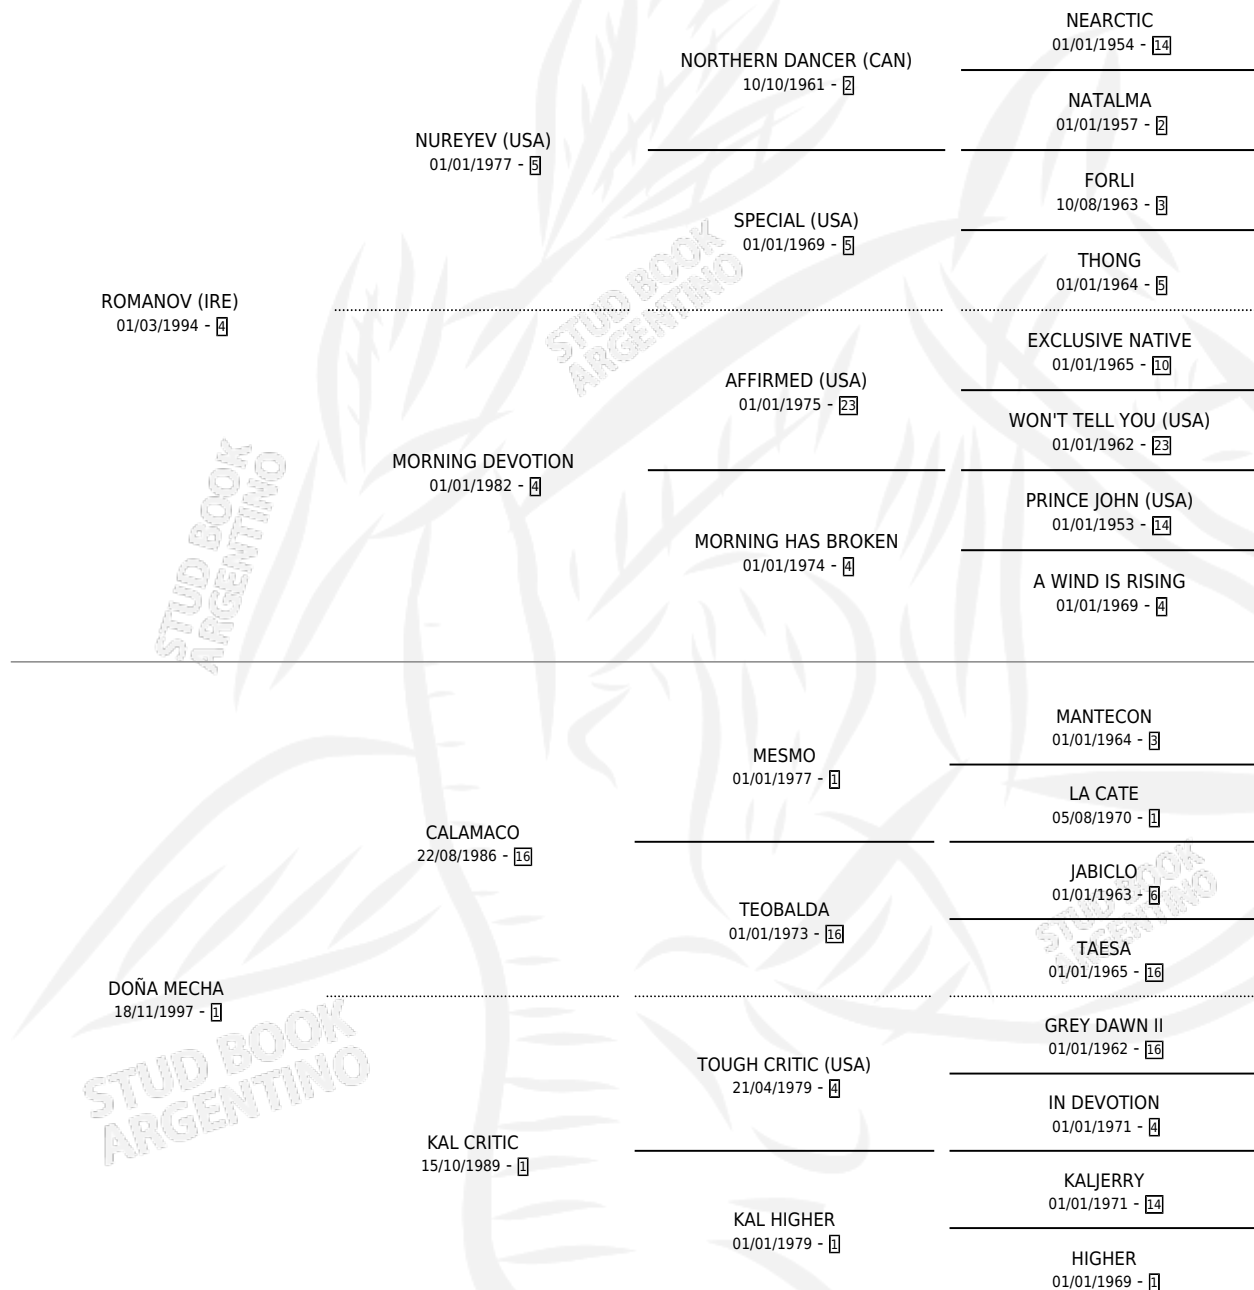 NEARCTIC
01/01/1954 - 14
NORTHERN DANCER (CAN)
10/10/1961 - 2
NATALMA
01/01/1957 - 2
NUREYEV (USA)
01/01/1977 - 5
FORLI
10/08/1963 - 3
SPECIAL (USA)
01/01/1969 - 5
THONG
01/01/1964 - 5
ROMANOV (IRE)
01/03/1994 - 4
EXCLUSIVE NATIVE
01/01/1965 - 10
AFFIRMED (USA)
01/01/1975 - 23
WON'T TELL YOU (USA)
01/01/1962 - 23
MORNING DEVOTION
01/01/1982 - 4
PRINCE JOHN (USA)
01/01/1953 - 14
MORNING HAS BROKEN
01/01/1974 - 4
A WIND IS RISING
01/01/1969 - 4
MANTECON
01/01/1964 - 3
MESMO
01/01/1977 - 1
LA CATE
05/08/1970 - 1
CALAMACO
22/08/1986 - 16
JABICLO
01/01/1963 - 6
TEOBALDA
01/01/1973 - 16
TAESA
01/01/1965 - 16
DOÑA MECHA
18/11/1997 - 1
GREY DAWN II
01/01/1962 - 16
TOUGH CRITIC (USA)
21/04/1979 - 4
IN DEVOTION
01/01/1971 - 4
KAL CRITIC
15/10/1989 - 1
KALJERRY
01/01/1971 - 14
KAL HIGHER
01/01/1979 - 1
HIGHER
01/01/1969 - 1
STUD BOOK
ARGENTINO
STUD BOOK
ARGENTINO
STUD BOOK
ARGENTINO
STUD BOOK
ARGENTINO